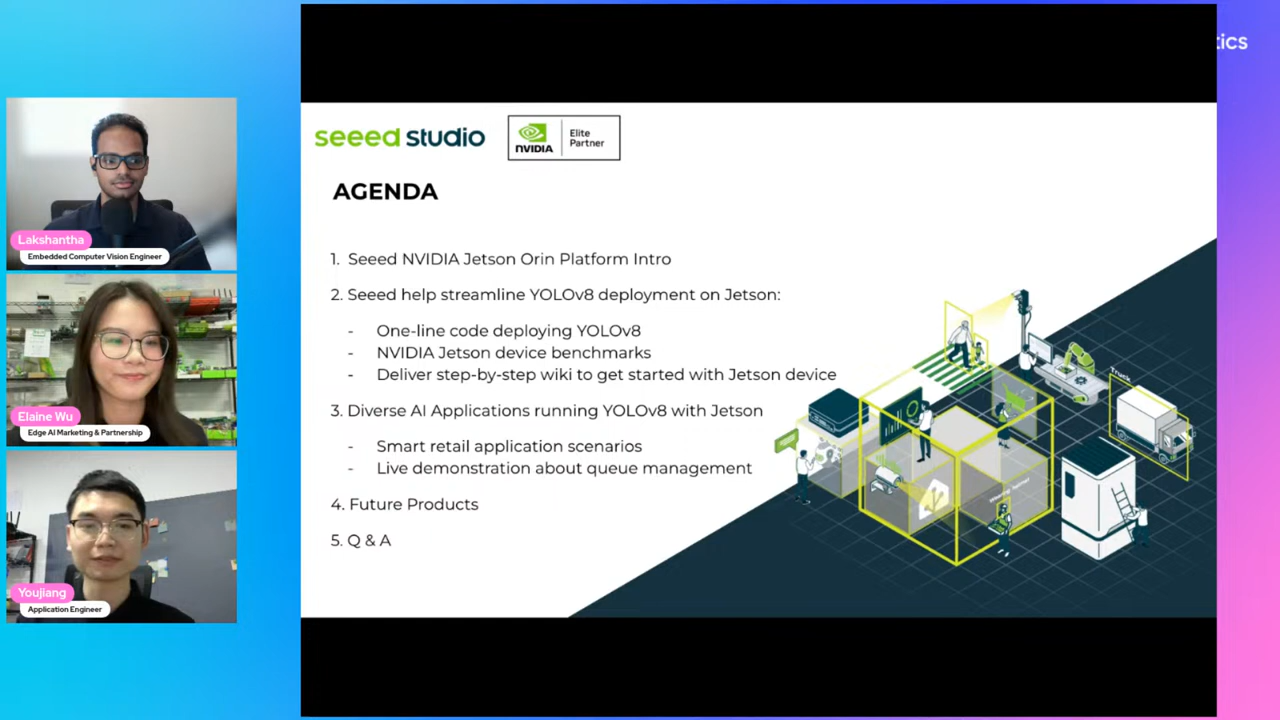 tics
Lakshantha
Embedded Computer Vision Engineer
Elaine Wu
Edge AI Marketing & Partnership
Youjiang
Application Engineer
seeed studio
NVIDIA
Elite
Partner
AGENDA
1. Seeed NVIDIA Jetson Orin Platform Intro
2. Seeed help streamline YOLOv8 deployment on Jetson:
- One-line code deploying YOLOv8
- NVIDIA Jetson device benchmarks
- Deliver step-by-step wiki to get started with Jetson device
3. Diverse AI Applications running YOLOv8 with Jetson
- Smart retail application scenarios
- Live demonstration about queue management
4. Future Products
5. Q & A
Truck